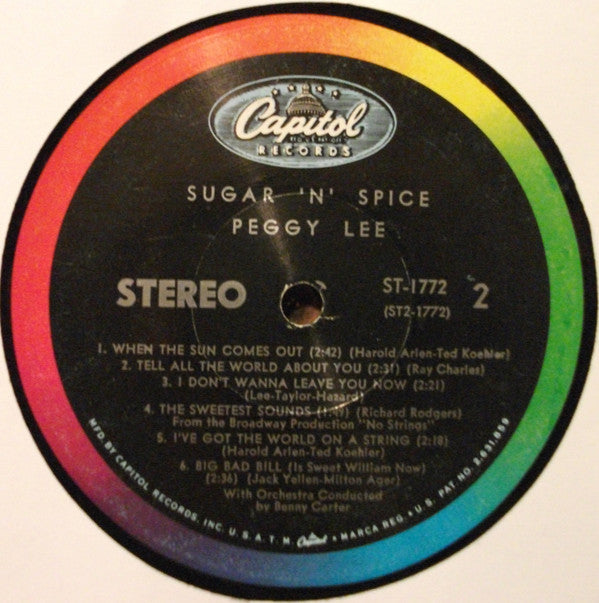 Capitol
RECORDS
SUGAR 'N' SPICE
PEGGY LEE
STEREO
ST-1772
(ST2-1772)
2
1. WHEN THE SUN COMES OUT (2:42) (Harold Arlen-Ted Koehler)
2. TELL ALL THE WORLD ABOUT YOU (2:31) (Ray Charles)
3. I DON'T WANNA LEAVE YOU NOW (2:21)
(Lee-Taylor-Hazard)
4. THE SWEETEST SOUNDS (1:49) (Richard Rodgers)
From the Broadway Production "No Strings"
5. I'VE GOT THE WORLD ON A STRING (2:18)
(Harold Arlen-Ted Koehler)
6. BIG BAD BILL (Is Sweet William Now)
(2:36) (Jack Yellen-Milton Ager)
With Orchestra Conducted
by Benny Carter
MFD. BY CAPITOL RECORDS, INC. U.S.A. T.M. Capitol • MARCA REG. • U.S. PAT. NO. 2,631,859